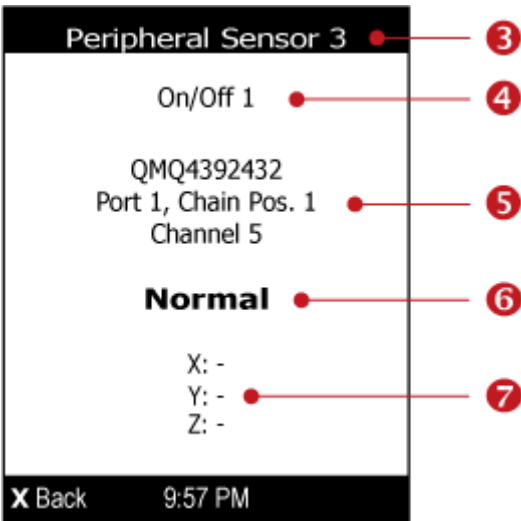 Peripheral Sensor 3
3
On/Off 1
4
QMQ4392432
Port 1, Chain Pos. 1
5
Channel 5
Normal
6
X: -
Y: -
7
Z: -
X Back 9:57 PM